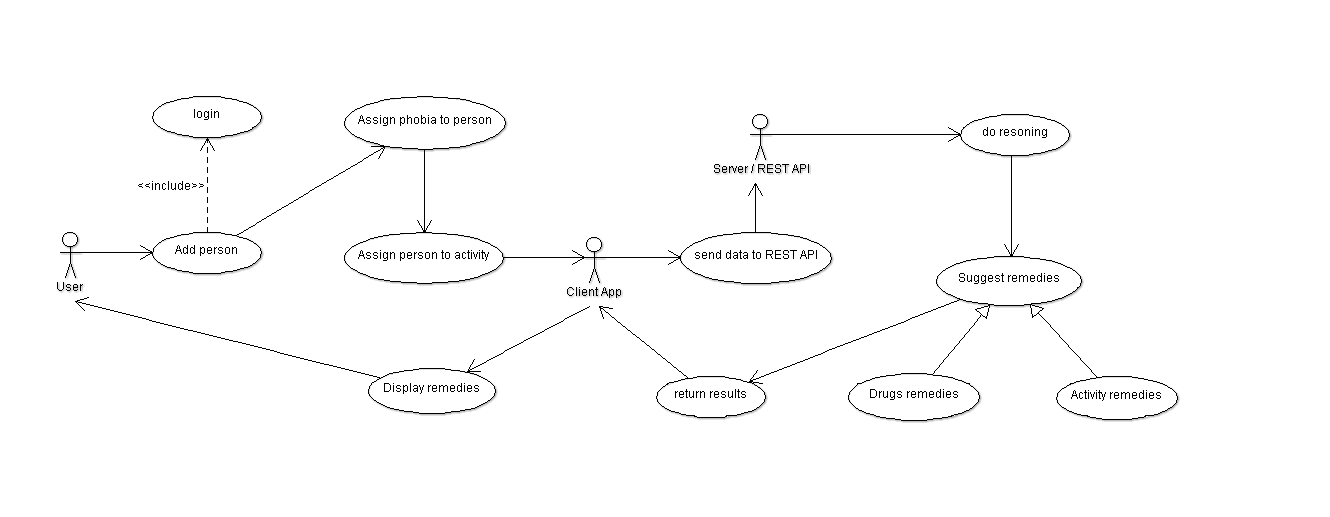 login
Assign phobia to person
Server / REST API
do resoning
<<include>>
Add person
User
Assign person to activity
Client App
send data to REST API
Suggest remedies
Display remedies
return results
Drugs remedies
Activity remedies